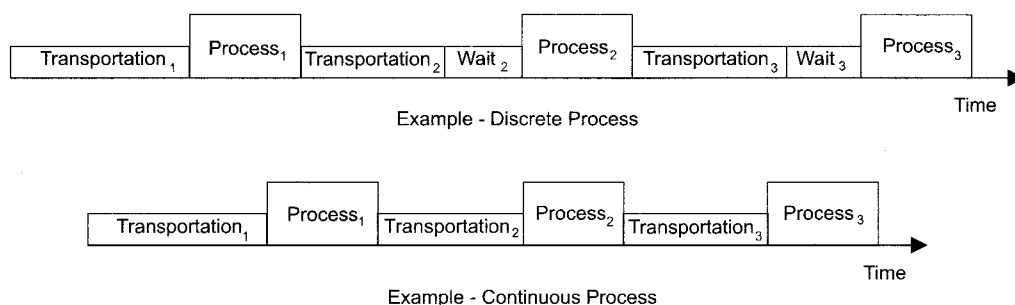 Transportation₁ Process₁ Transportation₂ Wait₂ Process₂ Transportation₃ Wait₃ Process₃
Time
Example - Discrete Process
Transportation₁ Process₁ Transportation₂ Process₂ Transportation₃ Process₃
Time
Example - Continuous Process